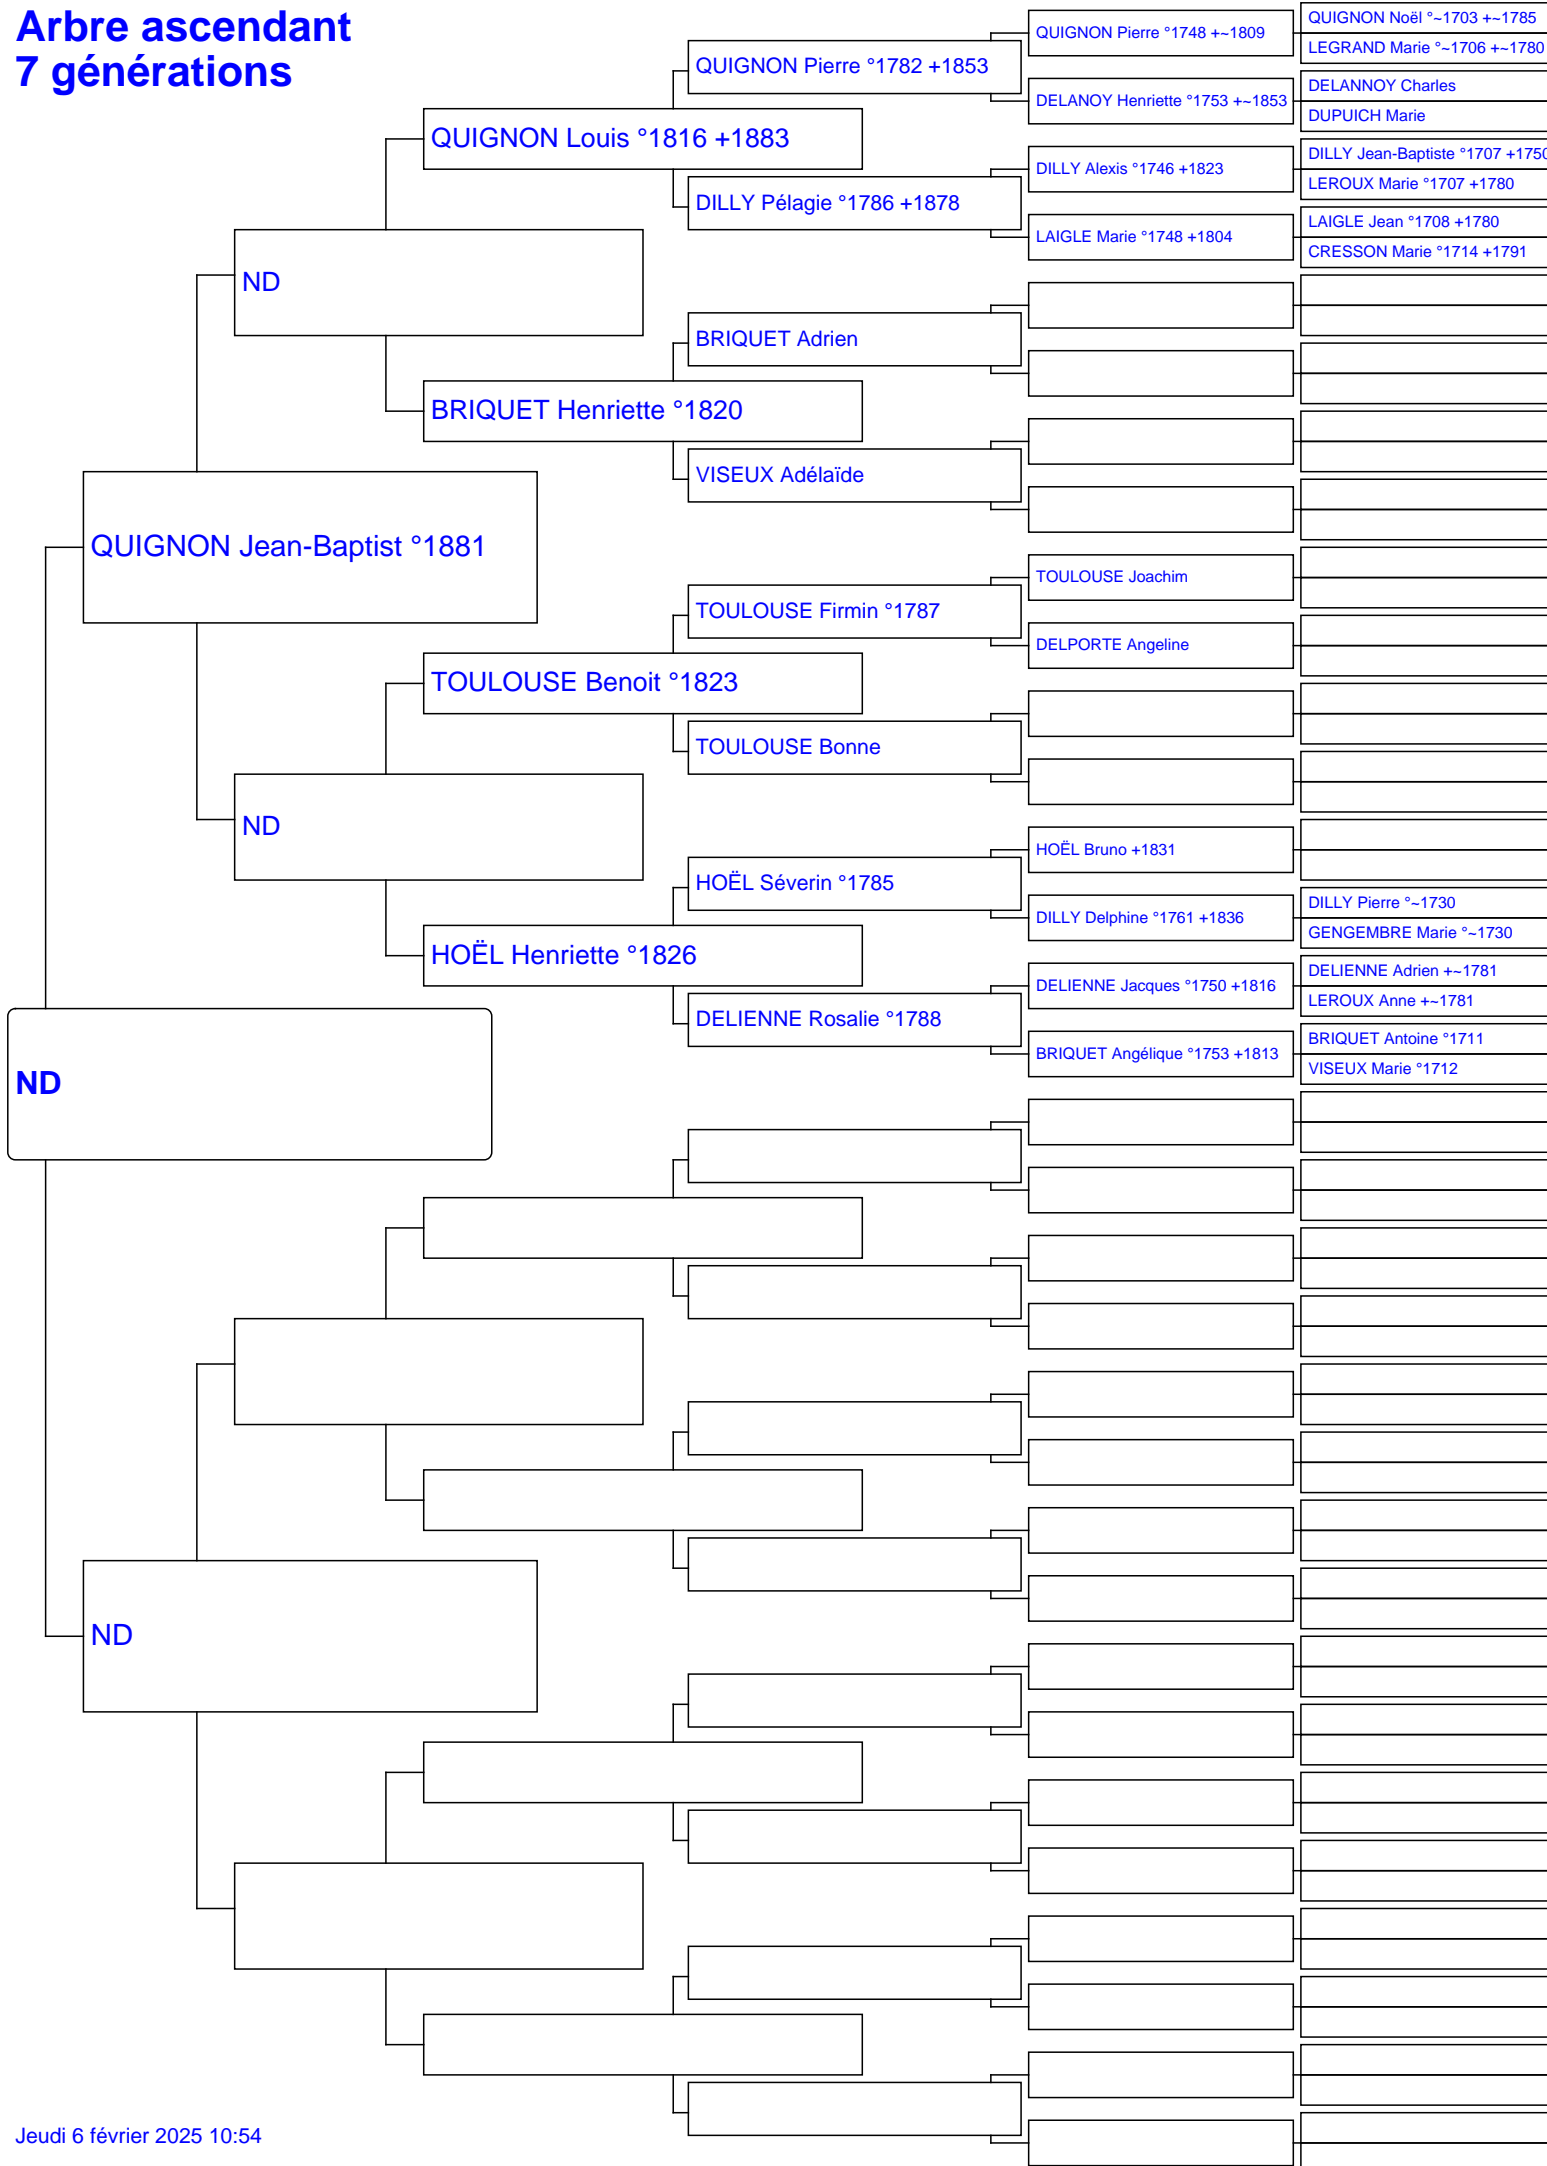 Arbre ascendant
7 générations
QUIGNON Noël °~1703 +~1785
QUIGNON Pierre °1748 +~1809
LEGRAND Marie °~1706 +~1780
QUIGNON Pierre °1782 +1853
DELANNOY Charles
DELANOY Henriette °1753 +~1853
DUPUICH Marie
QUIGNON Louis °1816 +1883
DILLY Jean-Baptiste °1707 +1750
DILLY Alexis °1746 +1823
LEROUX Marie °1707 +1780
DILLY Pélagie °1786 +1878
LAIGLE Jean °1708 +1780
LAIGLE Marie °1748 +1804
CRESSON Marie °1714 +1791
ND
BRIQUET Adrien
BRIQUET Henriette °1820
VISEUX Adélaïde
QUIGNON Jean-Baptist °1881
TOULOUSE Joachim
TOULOUSE Firmin °1787
DELPORTE Angeline
TOULOUSE Benoit °1823
TOULOUSE Bonne
ND
HOËL Bruno +1831
HOËL Séverin °1785
DILLY Pierre °~1730
DILLY Delphine °1761 +1836
GENGEMBRE Marie °~1730
HOËL Henriette °1826
DELIENNE Adrien +~1781
DELIENNE Jacques °1750 +1816
LEROUX Anne +~1781
DELIENNE Rosalie °1788
BRIQUET Antoine °1711
BRIQUET Angélique °1753 +1813
VISEUX Marie °1712
ND
ND
Jeudi 6 février 2025 10:54